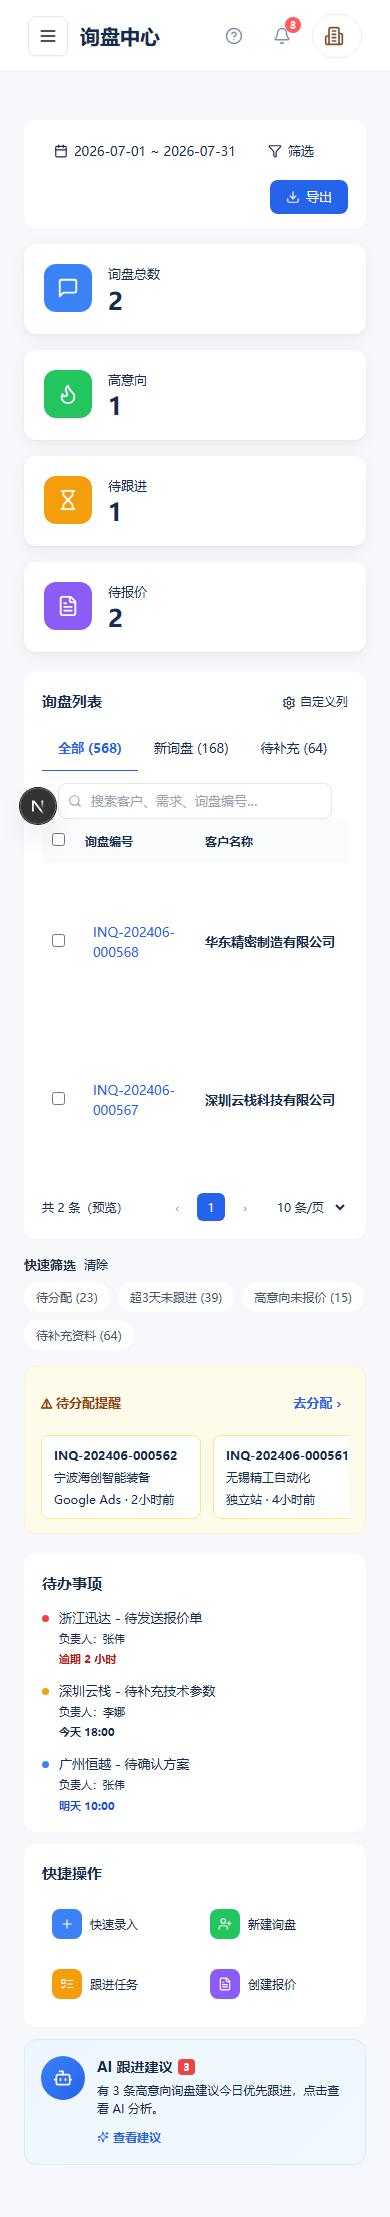 询盘中心
3
2026-07-01 ~ 2026-07-31
筛选
导出
询盘总数
2
高意向
1
待跟进
1
待报价
2
询盘列表
自定义列
全部 (568)
新询盘 (168)
待补充 (64)
N
搜索客户、需求、询盘编号...
询盘编号
客户名称
INQ-202406-
000568
华东精密制造有限公司
INQ-202406-
000567
深圳云栈科技有限公司
共 2 条（预览）
‹
1
›
10 条/页
快速筛选 清除
待分配 (23)
超3天未跟进 (39)
高意向未报价 (15)
待补充资料 (64)
待分配提醒
去分配 ›
INQ-202406-000562
宁波海创智能装备
Google Ads · 2小时前
INQ-202406-000561
无锡精工自动化
独立站 · 4小时前
待办事项
浙江迅达 - 待发送报价单
负责人：张伟
逾期 2 小时
深圳云栈 - 待补充技术参数
负责人：李娜
今天 18:00
广州恒越 - 待确认方案
负责人：张伟
明天 10:00
快捷操作
快速录入
新建询盘
跟进任务
创建报价
AI 跟进建议 3
有 3 条高意向询盘建议今日优先跟进，点击查
看 AI 分析。
查看建议